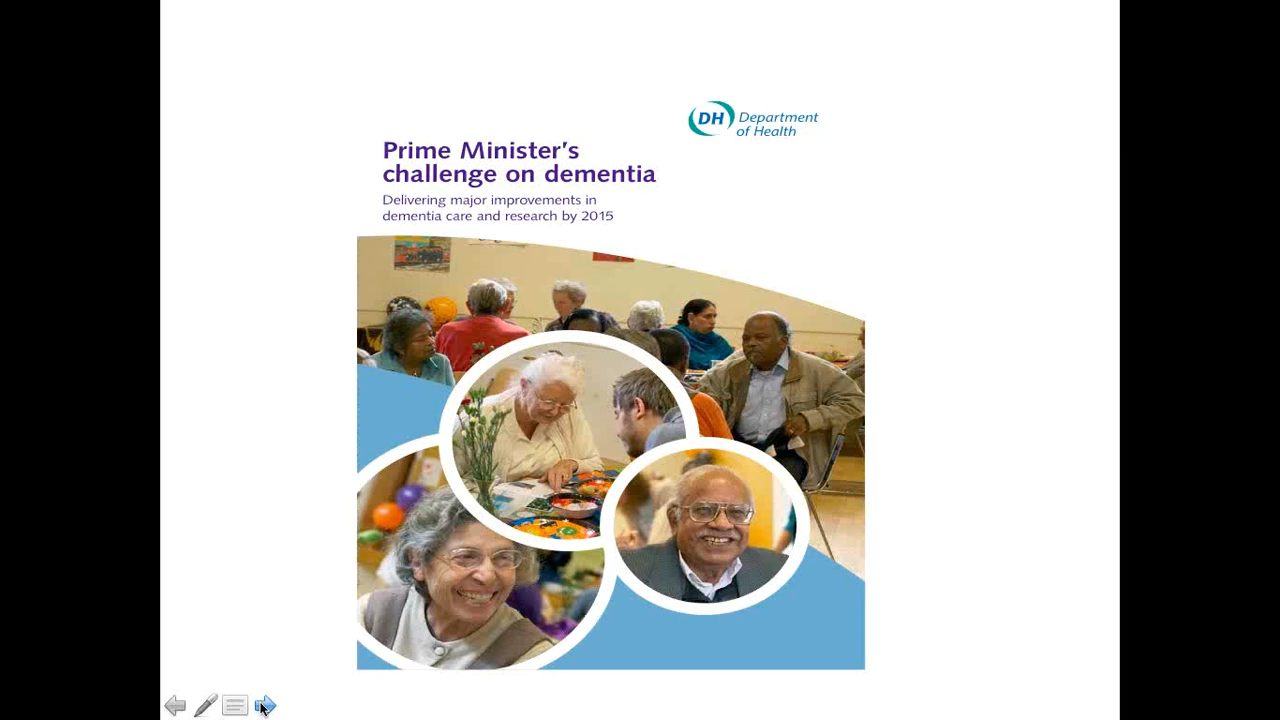 DH Department
of Health
Prime Minister's
challenge on dementia
Delivering major improvements in
dementia care and research by 2015